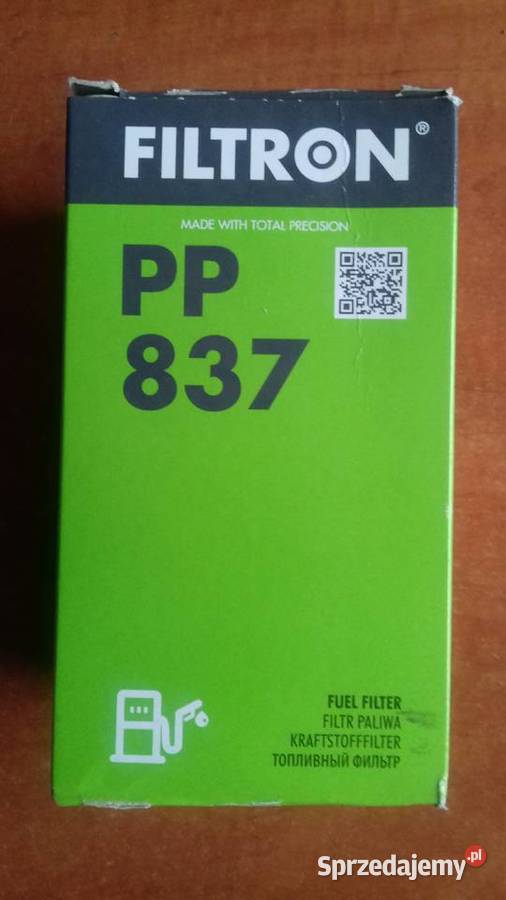 FILTRON®
MADE WITH TOTAL PRECISION
PP
837
FUEL FILTER
FILTR PALIWA
KRAFTSTOFFFILTER
ТОПЛИВНЫЙ ФИЛЬТР
Sprzedajemy.pl